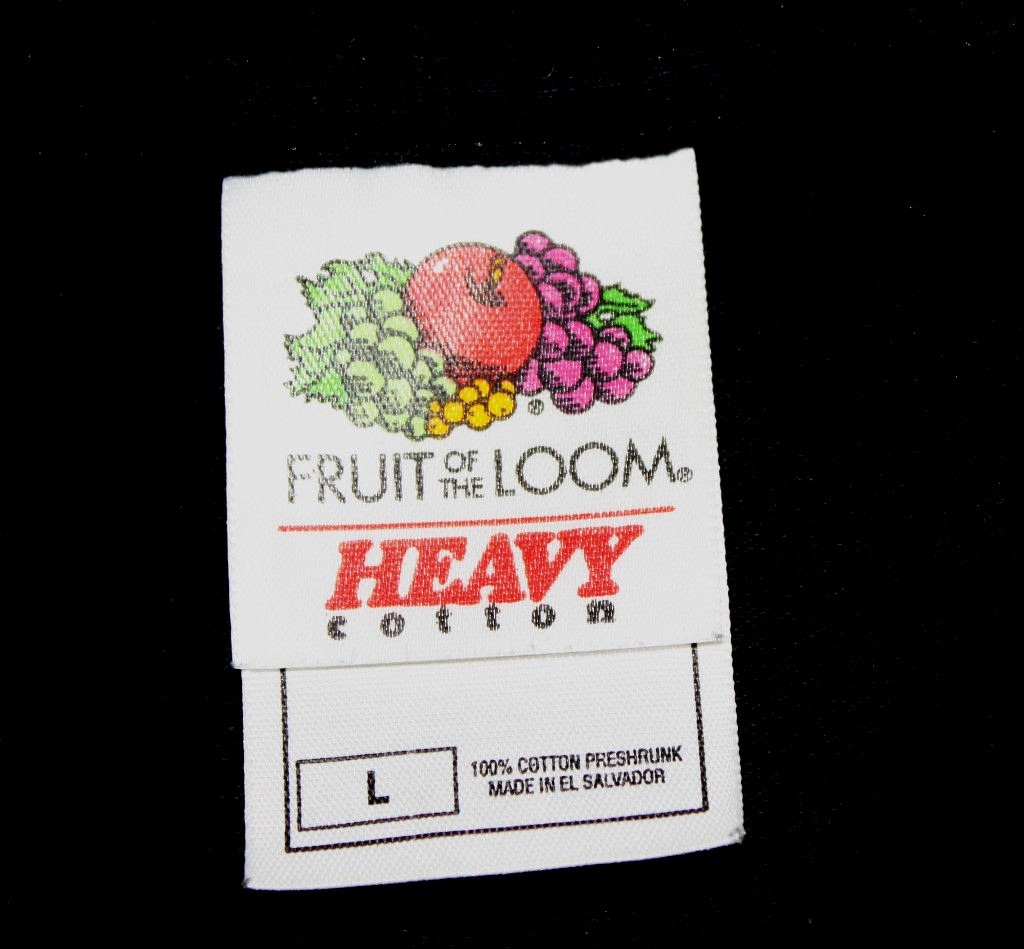 ®
FRUIT OF THE LOOM®
HEAVY
cotton
L
100% COTTON PRESHRUNK
MADE IN EL SALVADOR